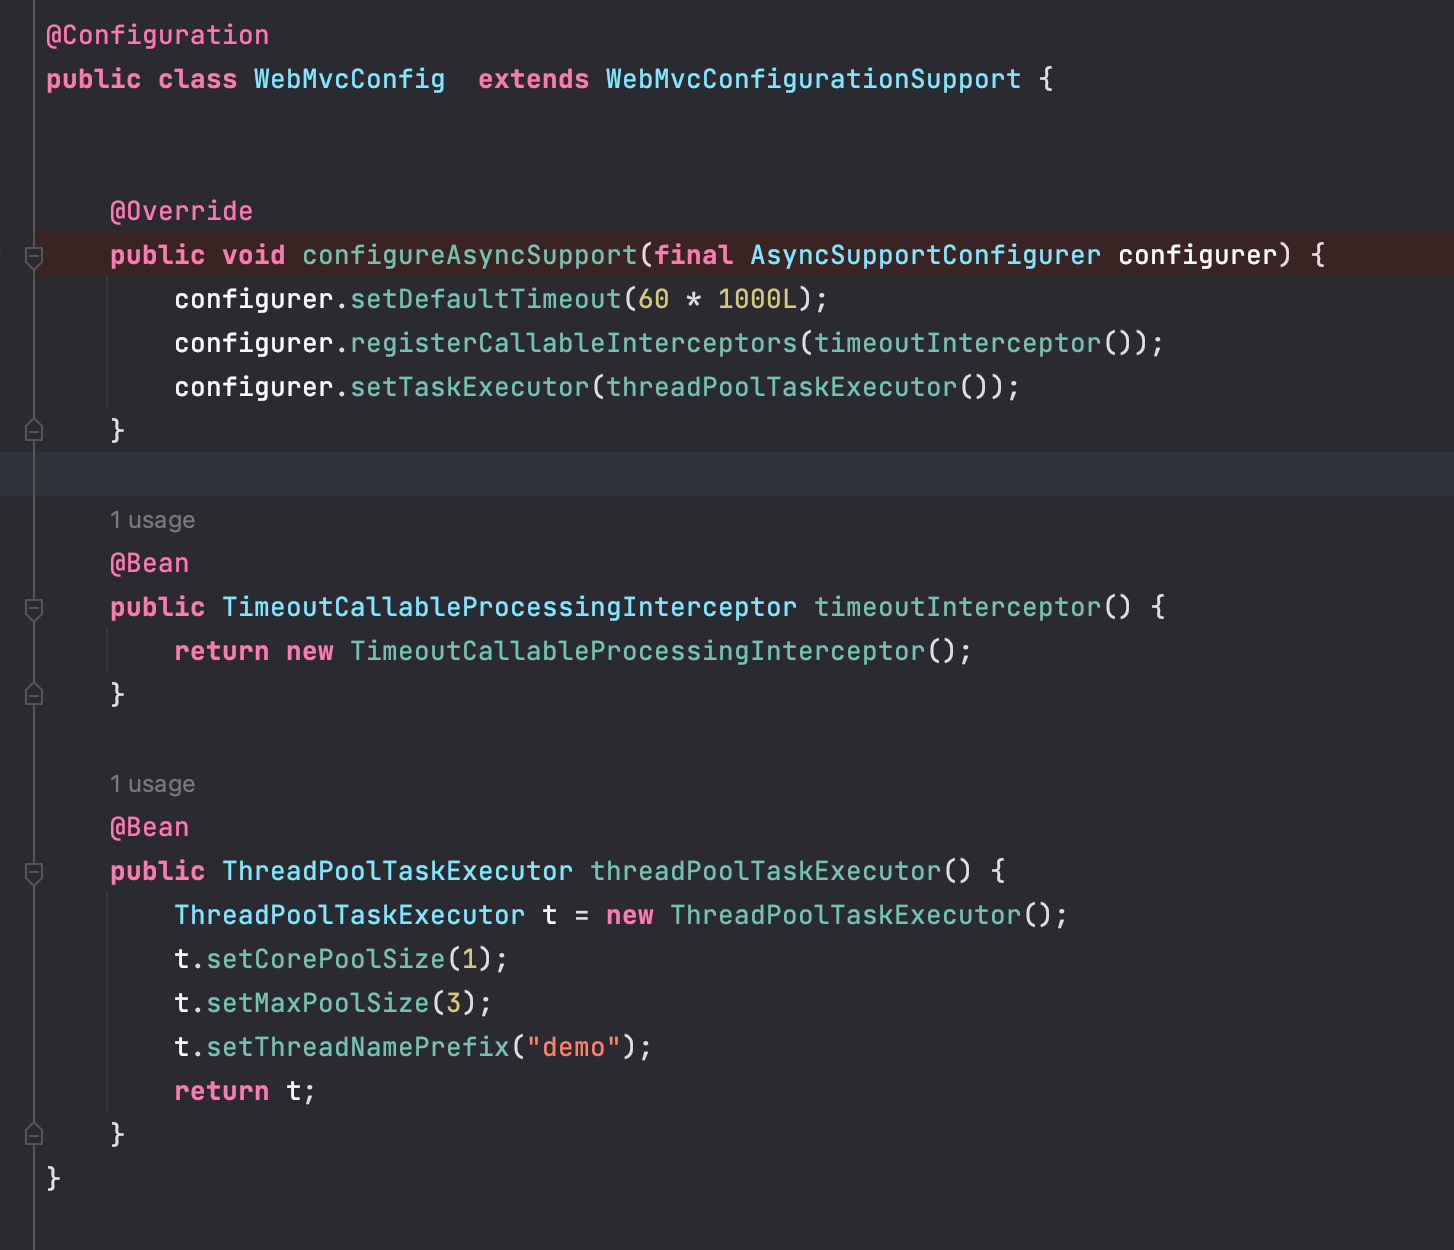 @Configuration
public class WebMvcConfig  extends WebMvcConfigurationSupport {
@Override
public void configureAsyncSupport(final AsyncSupportConfigurer configurer) {
configurer.setDefaultTimeout(60 * 1000L);
configurer.registerCallableInterceptors(timeoutInterceptor());
configurer.setTaskExecutor(threadPoolTaskExecutor());
}
1 usage
@Bean
public TimeoutCallableProcessingInterceptor timeoutInterceptor() {
return new TimeoutCallableProcessingInterceptor();
}
1 usage
@Bean
public ThreadPoolTaskExecutor threadPoolTaskExecutor() {
ThreadPoolTaskExecutor t = new ThreadPoolTaskExecutor();
t.setCorePoolSize(1);
t.setMaxPoolSize(3);
t.setThreadNamePrefix("demo");
return t;
}
}